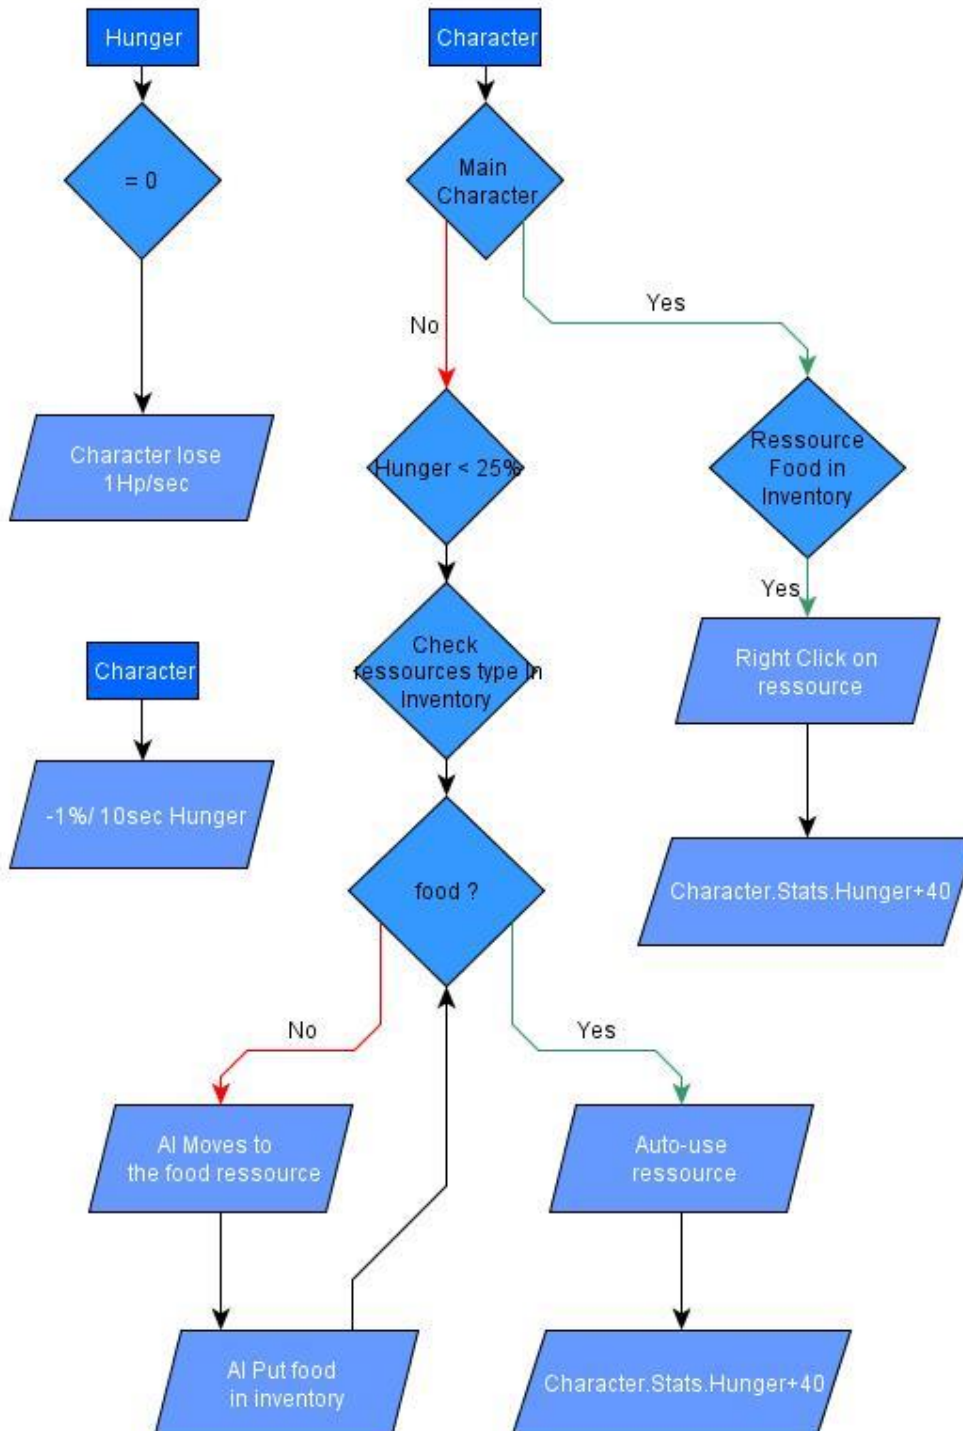 Hunger
= 0
Character lose
1Hp/sec
Character
-1%/ 10sec Hunger
Character
Main
Character
No
Yes
Hunger < 25%
Check
ressources type In
Inventory
food ?
No
Yes
AI Moves to
the food ressource
AI Put food
in inventory
Auto-use
ressource
Character.Stats.Hunger+40
Ressource
Food in
Inventory
Yes
Right Click on
ressource
Character.Stats.Hunger+40